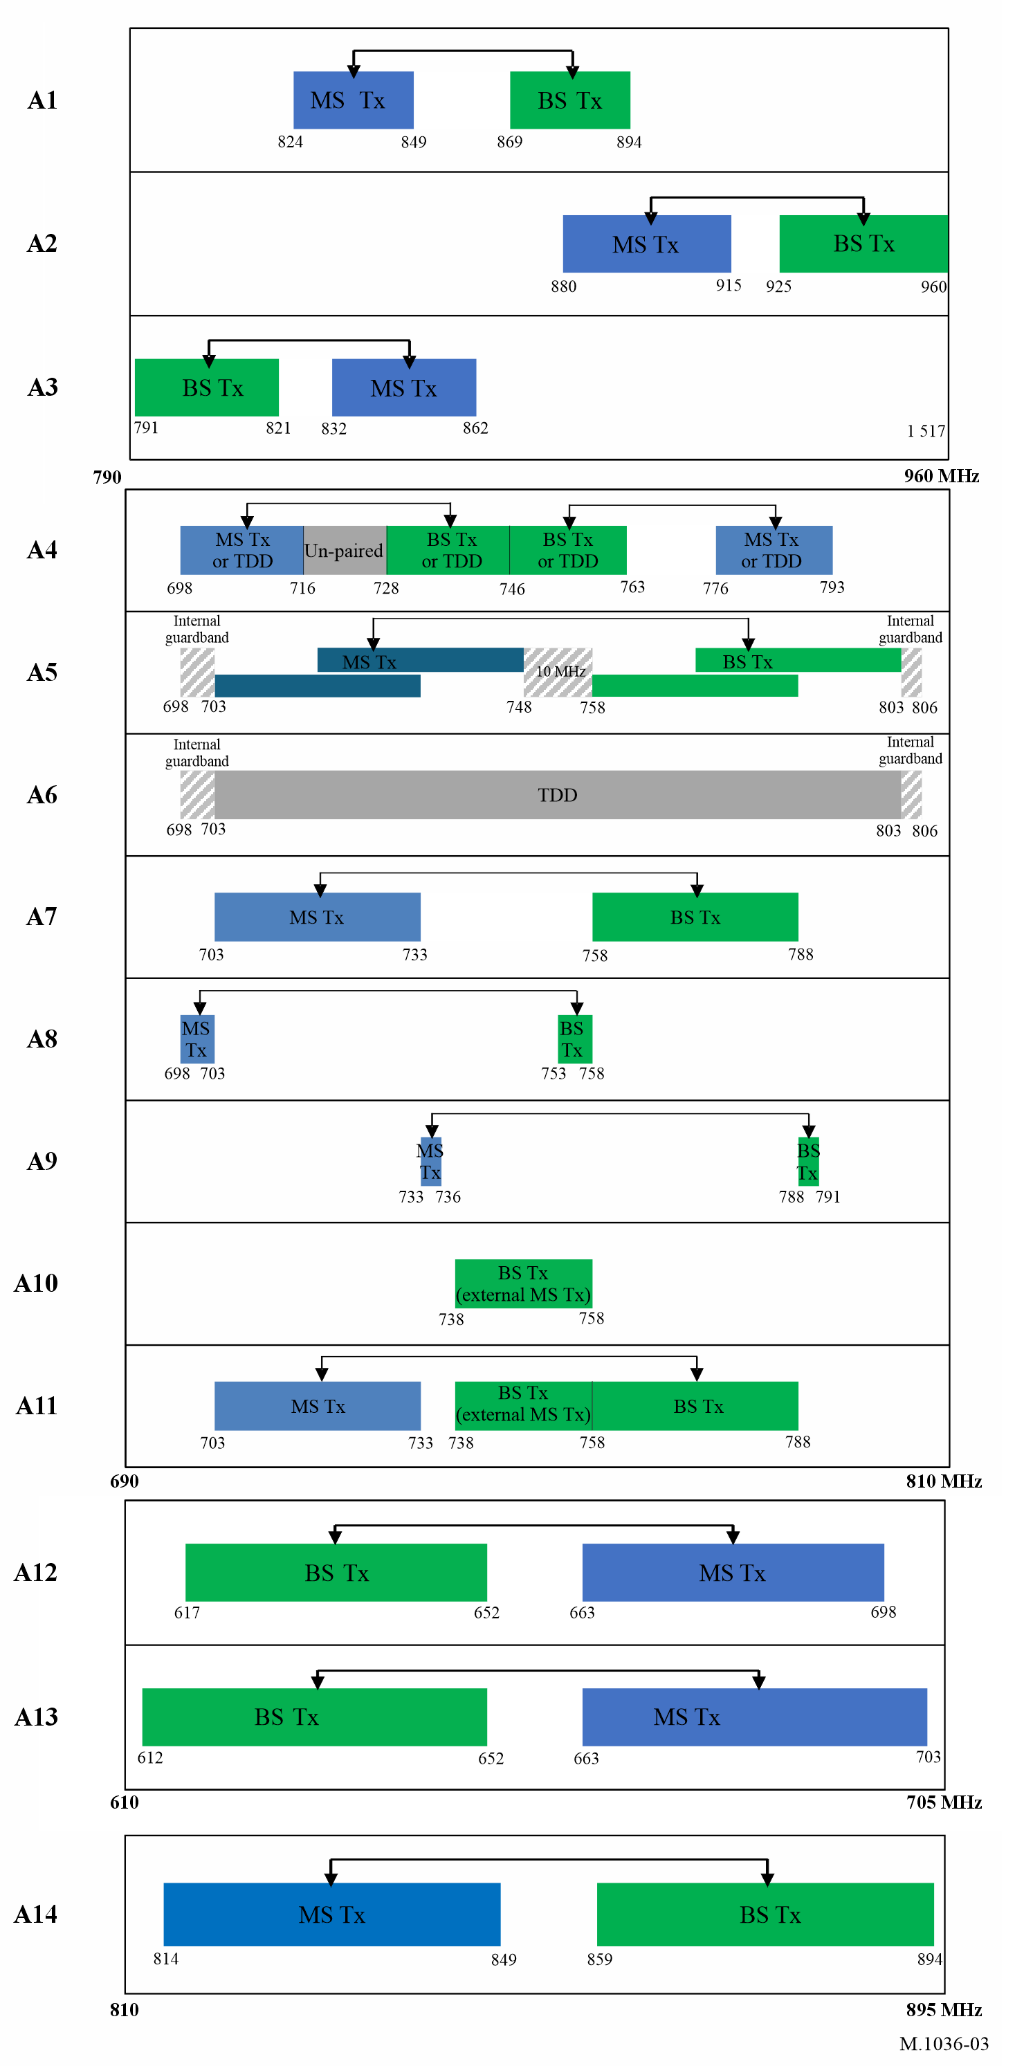 A1
MS Tx
BS Tx
824
849
869
894
A2
MS Tx
BS Tx
880
915
925
960
A3
BS Tx
MS Tx
791
821
832
862
1 517
790
960 MHz
A4
MS Tx
or TDD
Un-paired
BS Tx
or TDD
BS Tx
or TDD
MS Tx
or TDD
698
716
728
746
763
776
793
A5
Internal
guardband
MS Tx
10 MHz
BS Tx
Internal
guardband
698
703
748
758
803
806
A6
Internal
guardband
TDD
Internal
guardband
698
703
803
806
A7
MS Tx
BS Tx
703
733
758
788
A8
MS
Tx
BS
Tx
698
703
753
758
A9
MS
Tx
BS
Tx
733
736
788
791
A10
BS Tx
(external MS Tx)
738
758
A11
MS Tx
BS Tx
(external MS Tx)
BS Tx
703
733
738
758
788
690
810 MHz
A12
BS Tx
MS Tx
617
652
663
698
A13
BS Tx
MS Tx
612
652
663
703
610
705 MHz
A14
MS Tx
BS Tx
814
849
859
894
810
895 MHz
M.1036-03